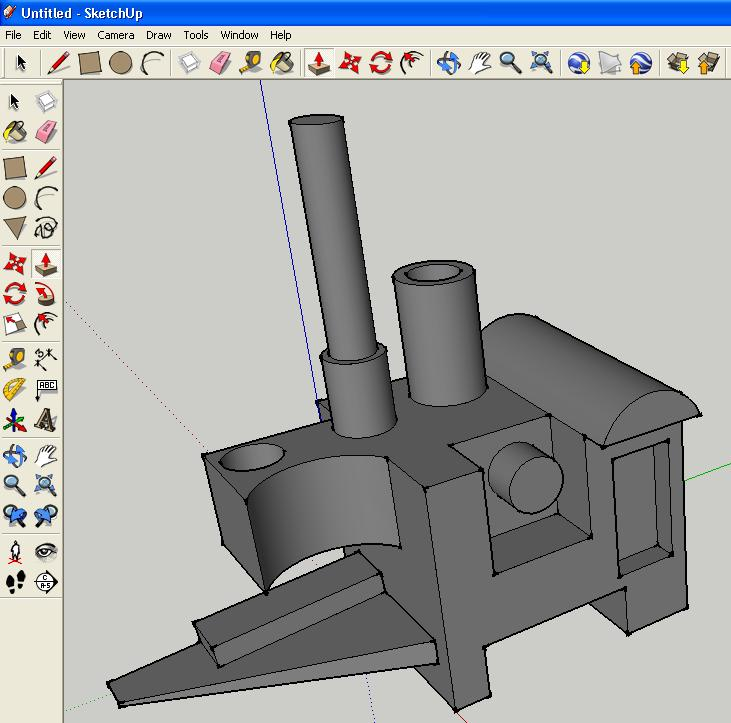 Untitled - SketchUp
File Edit View Camera Draw Tools Window Help
ABC
A